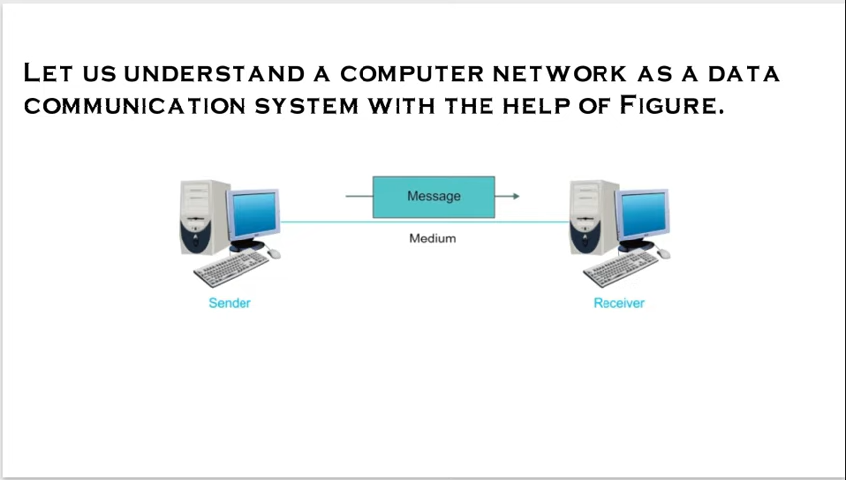 Let us understand a computer network as a data
communication system with the help of Figure.
Message
Medium
Sender
Receiver